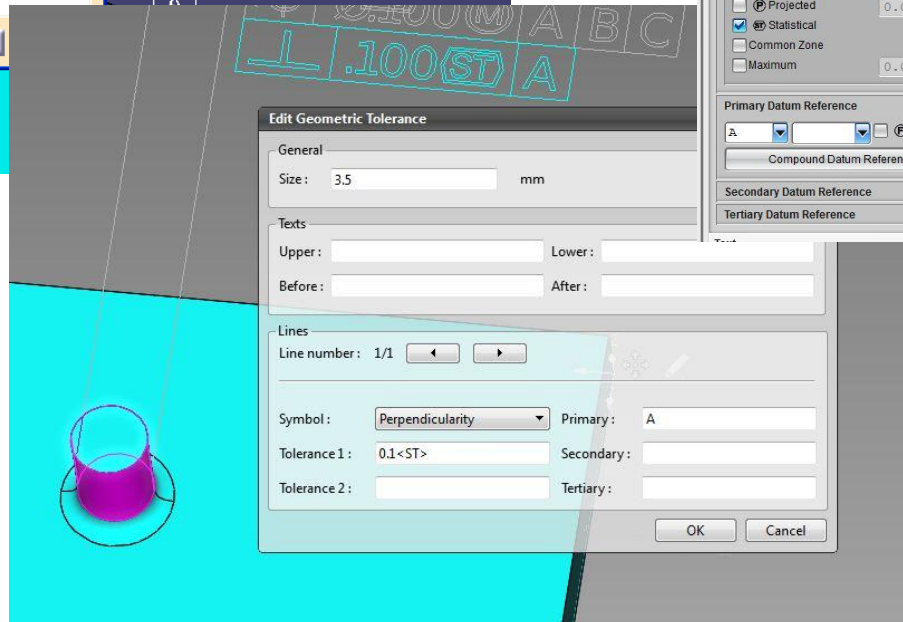 Projected
Statistical
Common Zone
Maximum
Primary Datum Reference
A
Compound Datum Referen
Secondary Datum Reference
Tertiary Datum Reference
Ø.100 Ⓜ A B C
⊥ .100 ST A
Edit Geometric Tolerance
General
Size : 3.5 mm
Texts
Upper : Lower :
Before : After :
Lines
Line number : 1/1
Symbol : Perpendicularity Primary : A
Tolerance 1 : 0.1<ST> Secondary :
Tolerance 2 : Tertiary :
OK Cancel